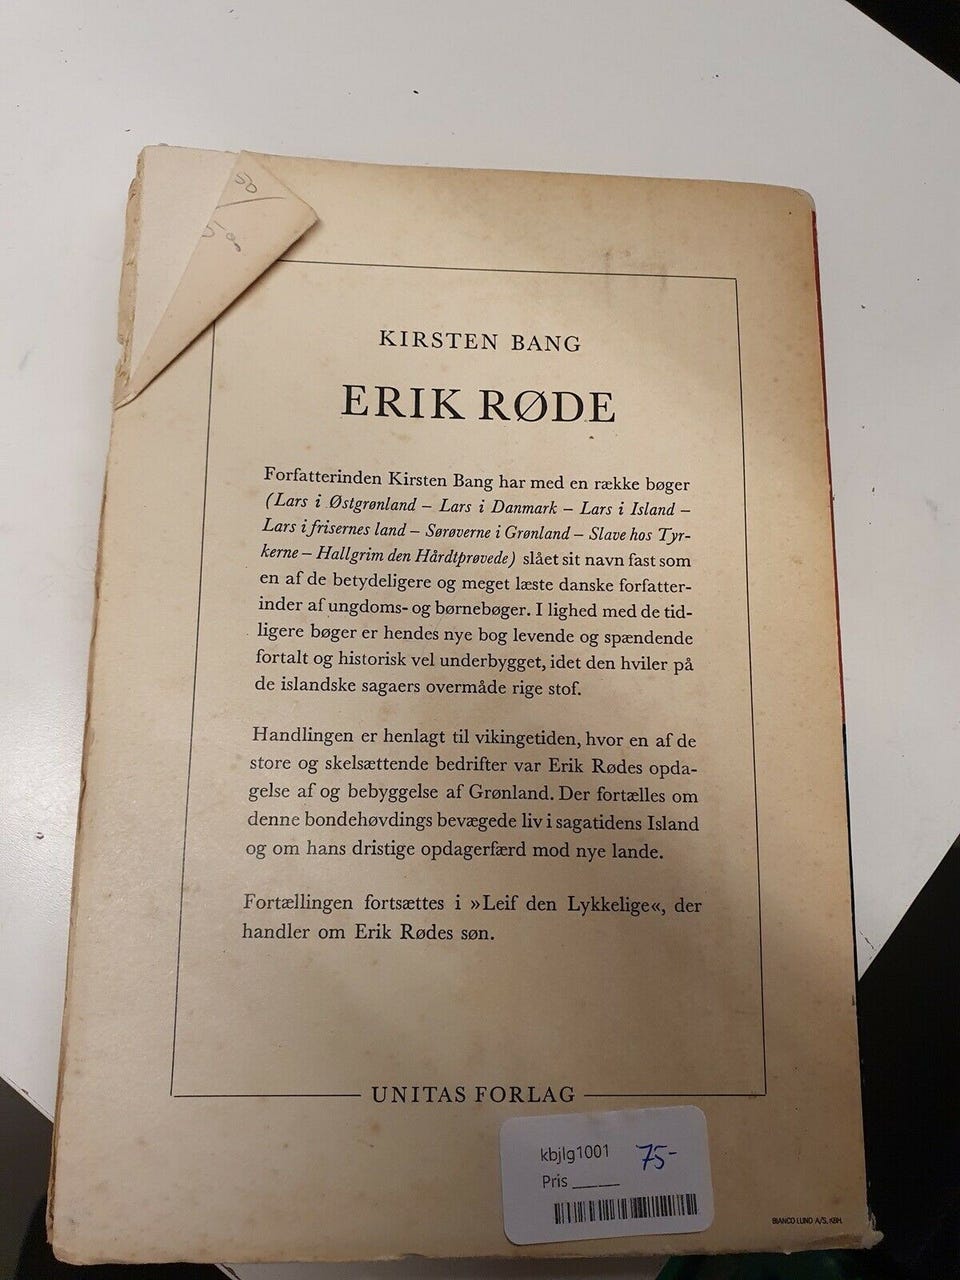 50
KIRSTEN BANG
ERIK RØDE
Forfatterinden Kirsten Bang har med en række bøger
(Lars i Østgrønland – Lars i Danmark – Lars i Island –
Lars i frisernes land – Sørøverne i Grønland – Slave hos Tyr-
kerne – Hallgrim den Hårdtprøvede) slået sit navn fast som
en af de betydeligere og meget læste danske forfatter-
inder af ungdoms- og børnebøger. I lighed med de tid-
ligere bøger er hendes nye bog levende og spændende
fortalt og historisk vel underbygget, idet den hviler på
de islandske sagaers overmåde rige stof.
Handlingen er henlagt til vikingetiden, hvor en af de
store og skelsættende bedrifter var Erik Rødes opda-
gelse af og bebyggelse af Grønland. Der fortælles om
denne bondehøvdings bevægede liv i sagatidens Island
og om hans dristige opdagerfærd mod nye lande.
Fortællingen fortsættes i »Leif den Lykkelige«, der
handler om Erik Rødes søn.
UNITAS FORLAG
kbjlg1001 75-
Pris
BIANCO LUNO A/S, KBH.